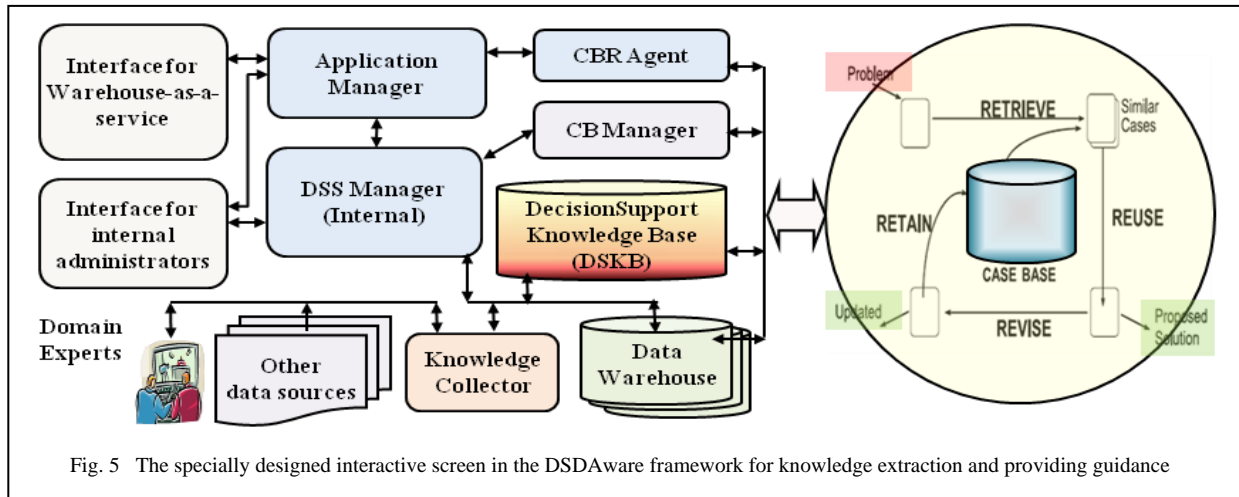 Interface for
Warehouse-as-a-
service
Application
Manager
CBR Agent
CB Manager
DSS Manager
(Internal)
Interface for
internal
administrators
DecisionSupport
Knowledge Base
(DSKB)
Domain
Experts
Other
data sources
Knowledge
Collector
Data
Warehouse
Problem
RETRIEVE
Similar
Cases
RETAIN
REUSE
CASE BASE
Updated
REVISE
Proposed
Solution
Fig. 5 The specially designed interactive screen in the DSDAware framework for knowledge extraction and providing guidance